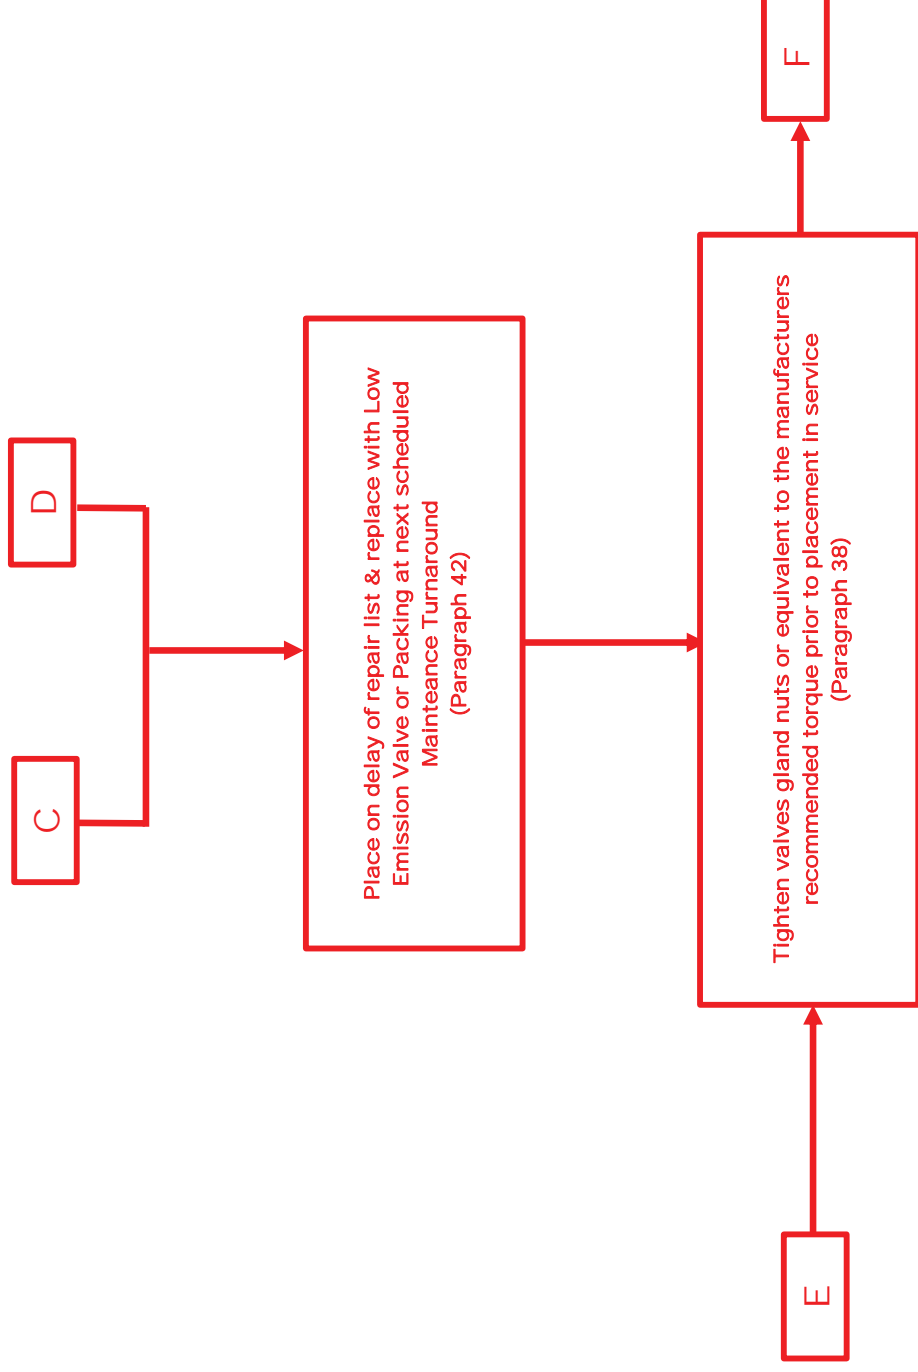 C
D
Place on delay of repair list & replace with Low
Emission Valve or Packing at next scheduled
Mainteance Turnaround
(Paragraph 42)
E
Tighten valves gland nuts or equivalent to the manufacturers
recommended torque prior to placement in service
(Paragraph 38)
F